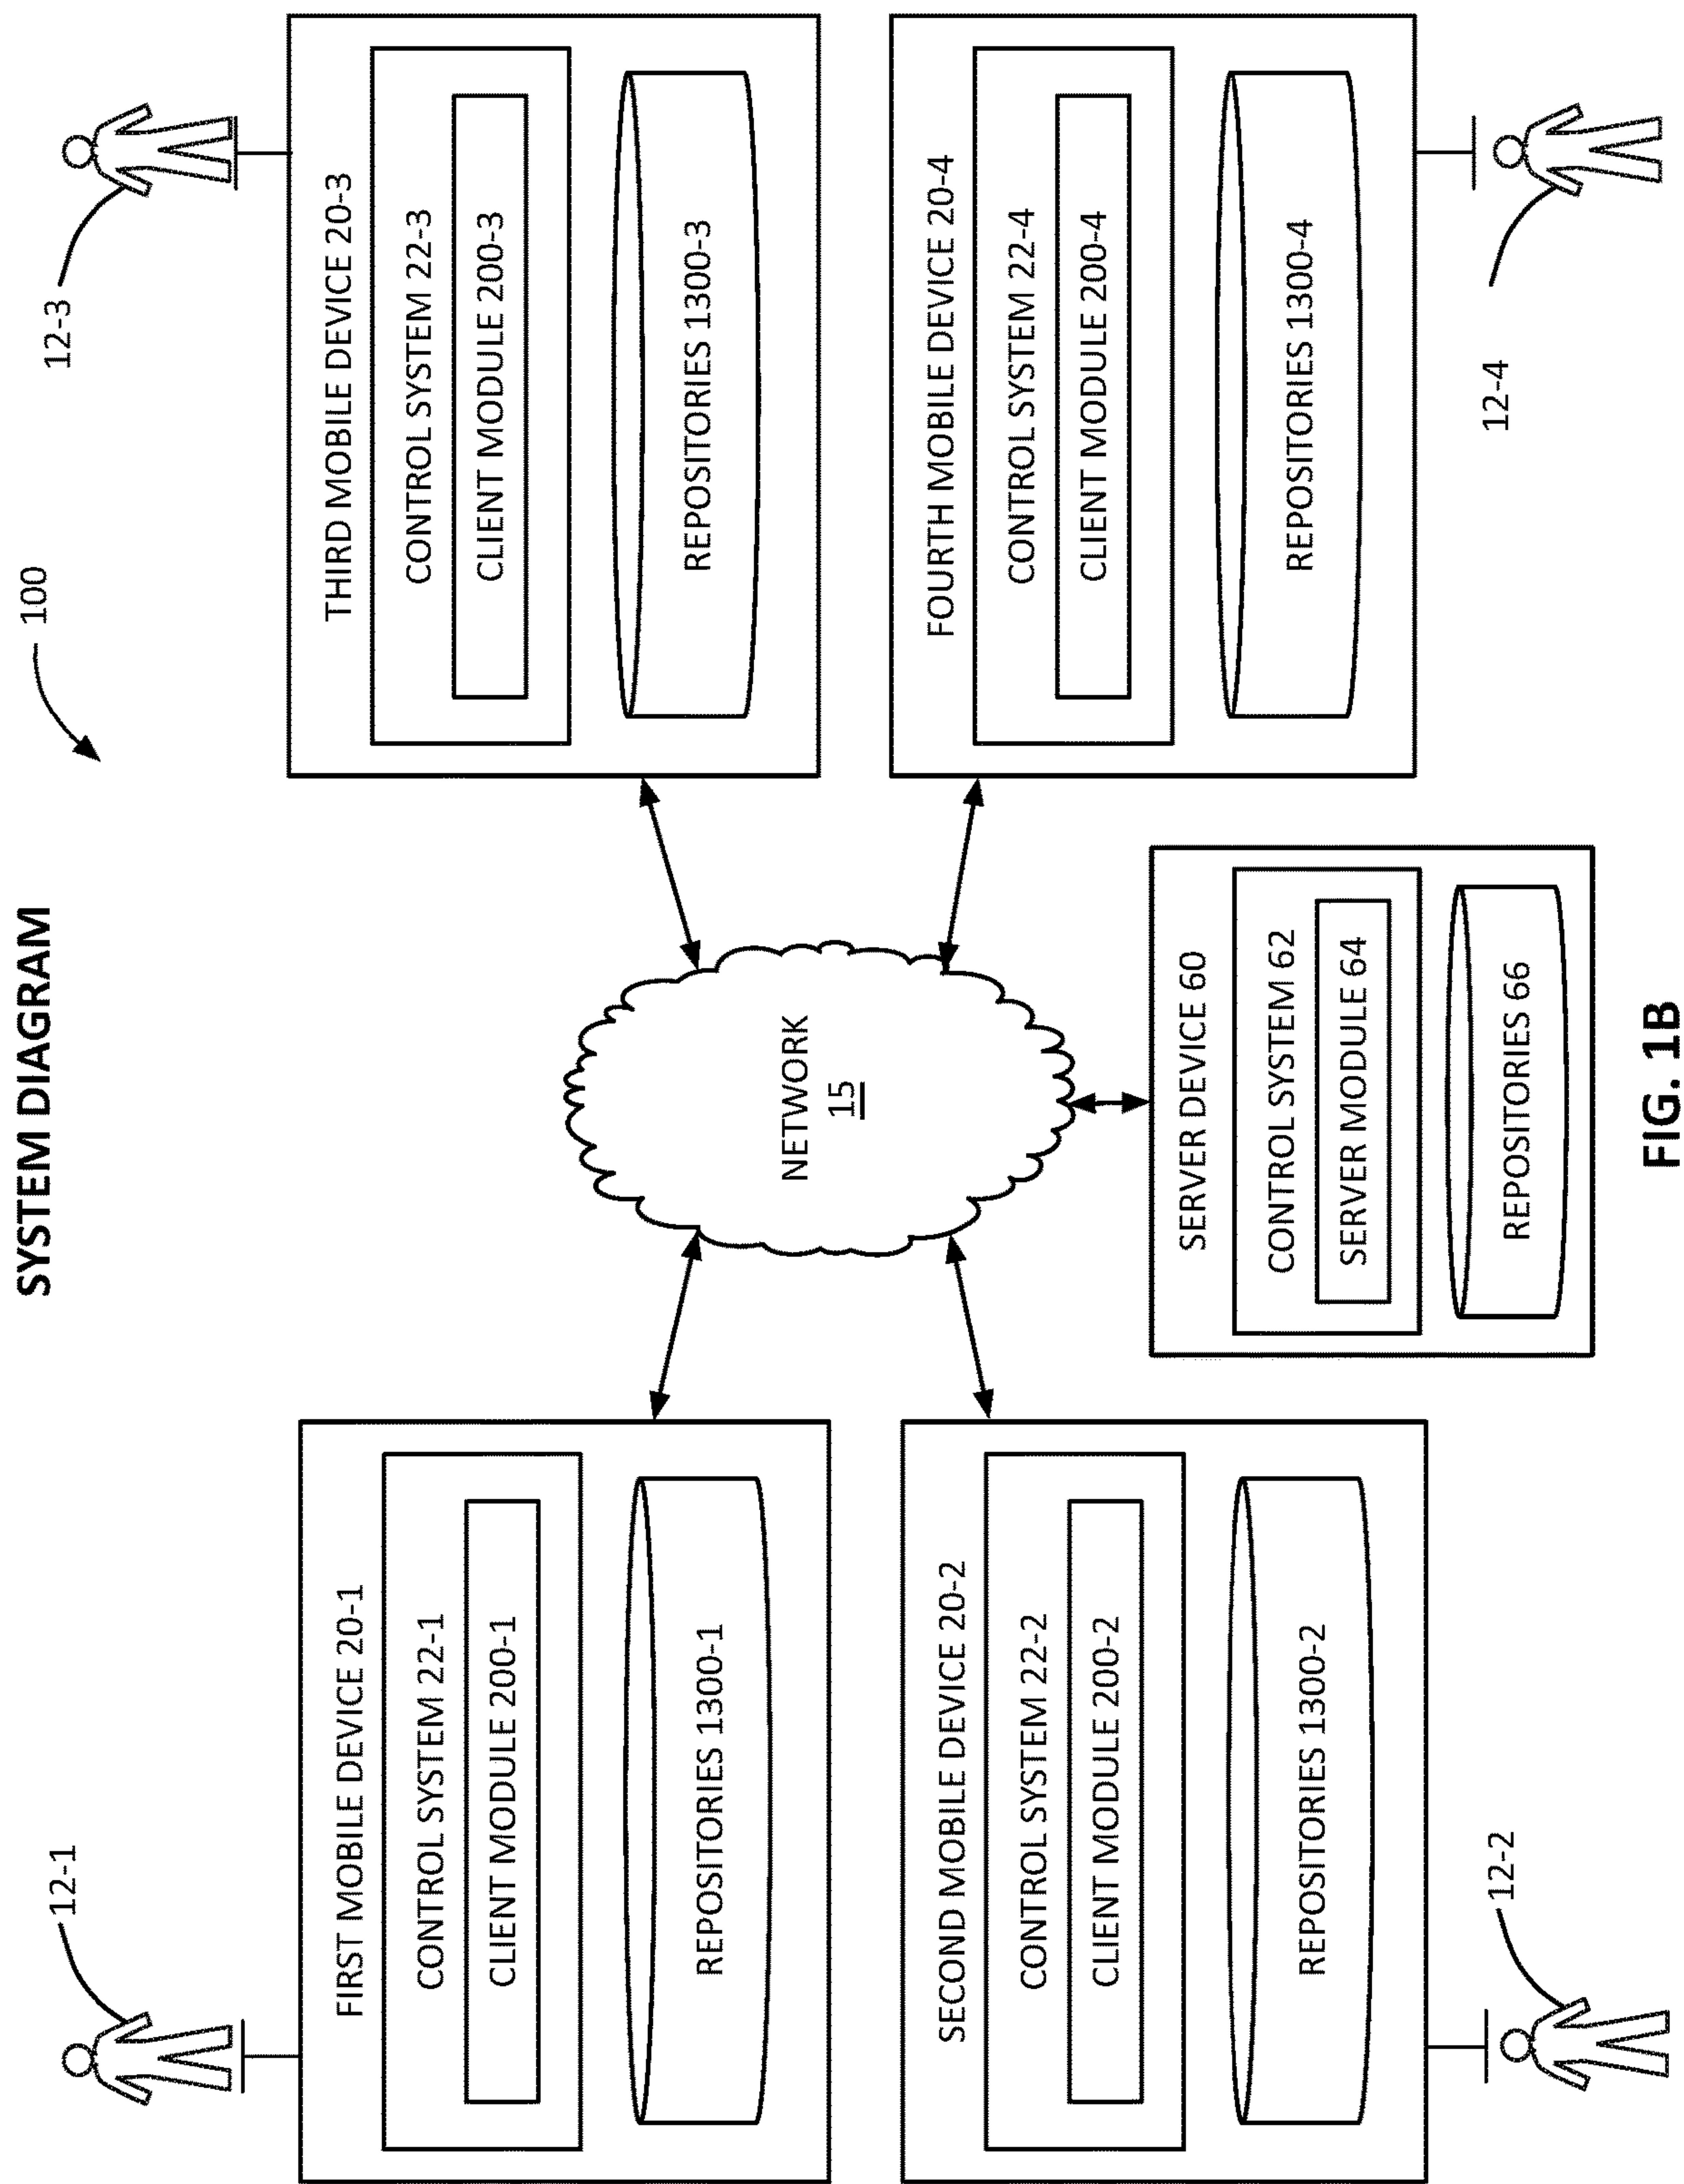 SYSTEM DIAGRAM
100
12-1
FIRST MOBILE DEVICE 20-1
CONTROL SYSTEM 22-1
CLIENT MODULE 200-1
REPOSITORIES 1300-1
12-3
THIRD MOBILE DEVICE 20-3
CONTROL SYSTEM 22-3
CLIENT MODULE 200-3
REPOSITORIES 1300-3
NETWORK
15
SECOND MOBILE DEVICE 20-2
CONTROL SYSTEM 22-2
CLIENT MODULE 200-2
REPOSITORIES 1300-2
12-2
SERVER DEVICE 60
CONTROL SYSTEM 62
SERVER MODULE 64
REPOSITORIES 66
FOURTH MOBILE DEVICE 20-4
CONTROL SYSTEM 22-4
CLIENT MODULE 200-4
REPOSITORIES 1300-4
12-4
FIG. 1B